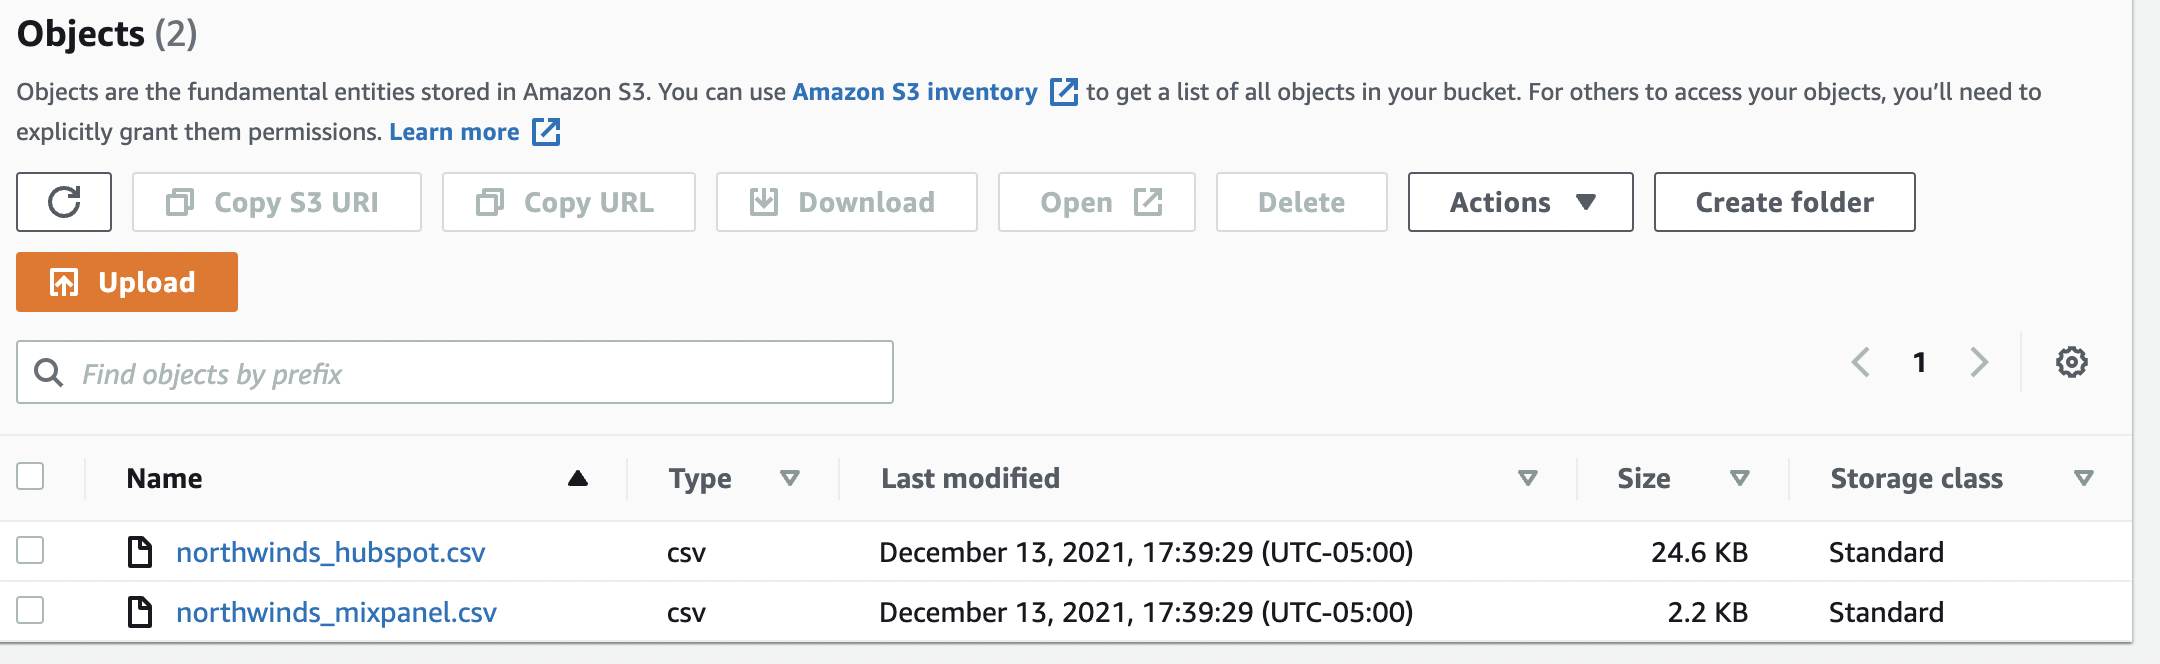 Objects (2)
Objects are the fundamental entities stored in Amazon S3. You can use Amazon S3 inventory to get a list of all objects in your bucket. For others to access your objects, you’ll need to
explicitly grant them permissions. Learn more
Copy S3 URI Copy URL Download Open Delete Actions Create folder
Upload
Find objects by prefix 1
Name Type Last modified Size Storage class
northwinds_hubspot.csv csv December 13, 2021, 17:39:29 (UTC-05:00) 24.6 KB Standard
northwinds_mixpanel.csv csv December 13, 2021, 17:39:29 (UTC-05:00) 2.2 KB Standard